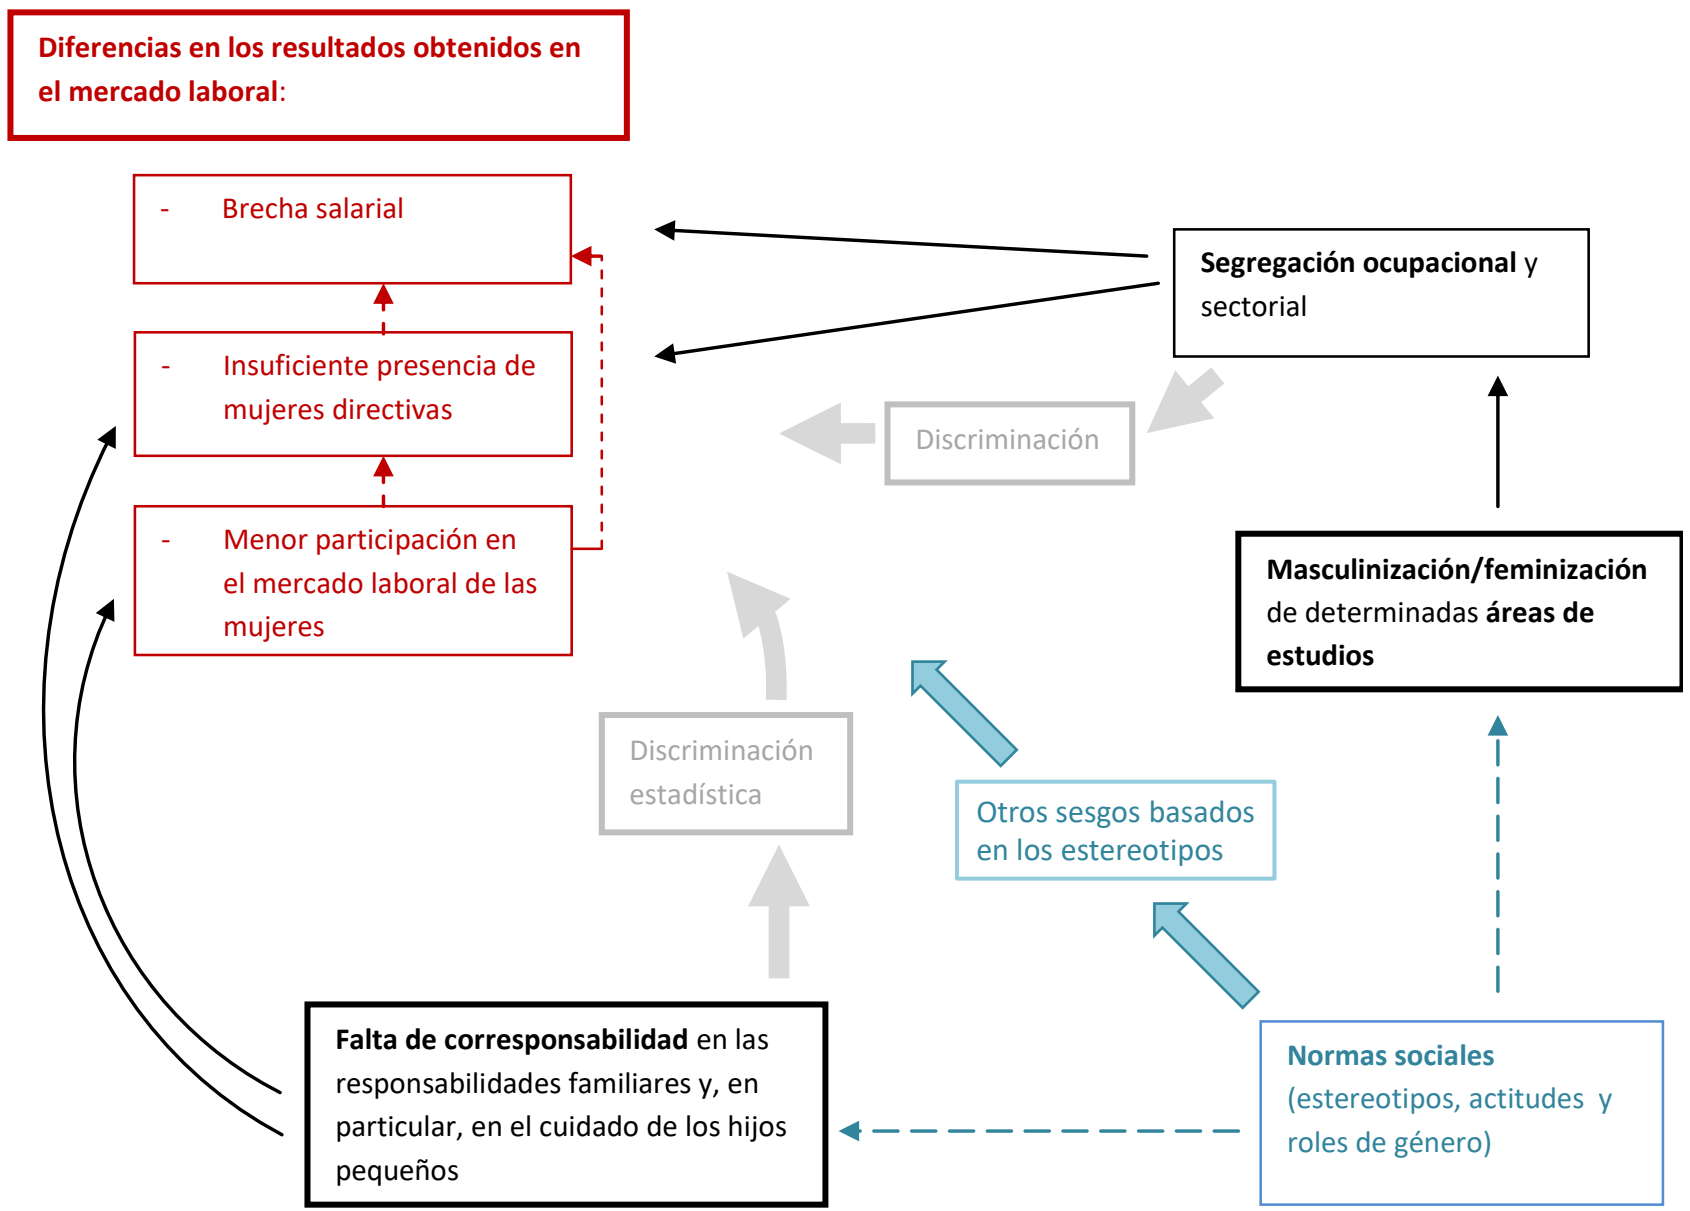 Diferencias en los resultados obtenidos en
el mercado laboral:
- Brecha salarial
- Insuficiente presencia de
mujeres directivas
- Menor participación en
el mercado laboral de las
mujeres
Segregación ocupacional y
sectorial
Discriminación
Masculinización/feminización
de determinadas áreas de
estudios
Discriminación
estadística
Otros sesgos basados
en los estereotipos
Falta de corresponsabilidad en las
responsabilidades familiares y, en
particular, en el cuidado de los hijos
pequeños
Normas sociales
(estereotipos, actitudes y
roles de género)